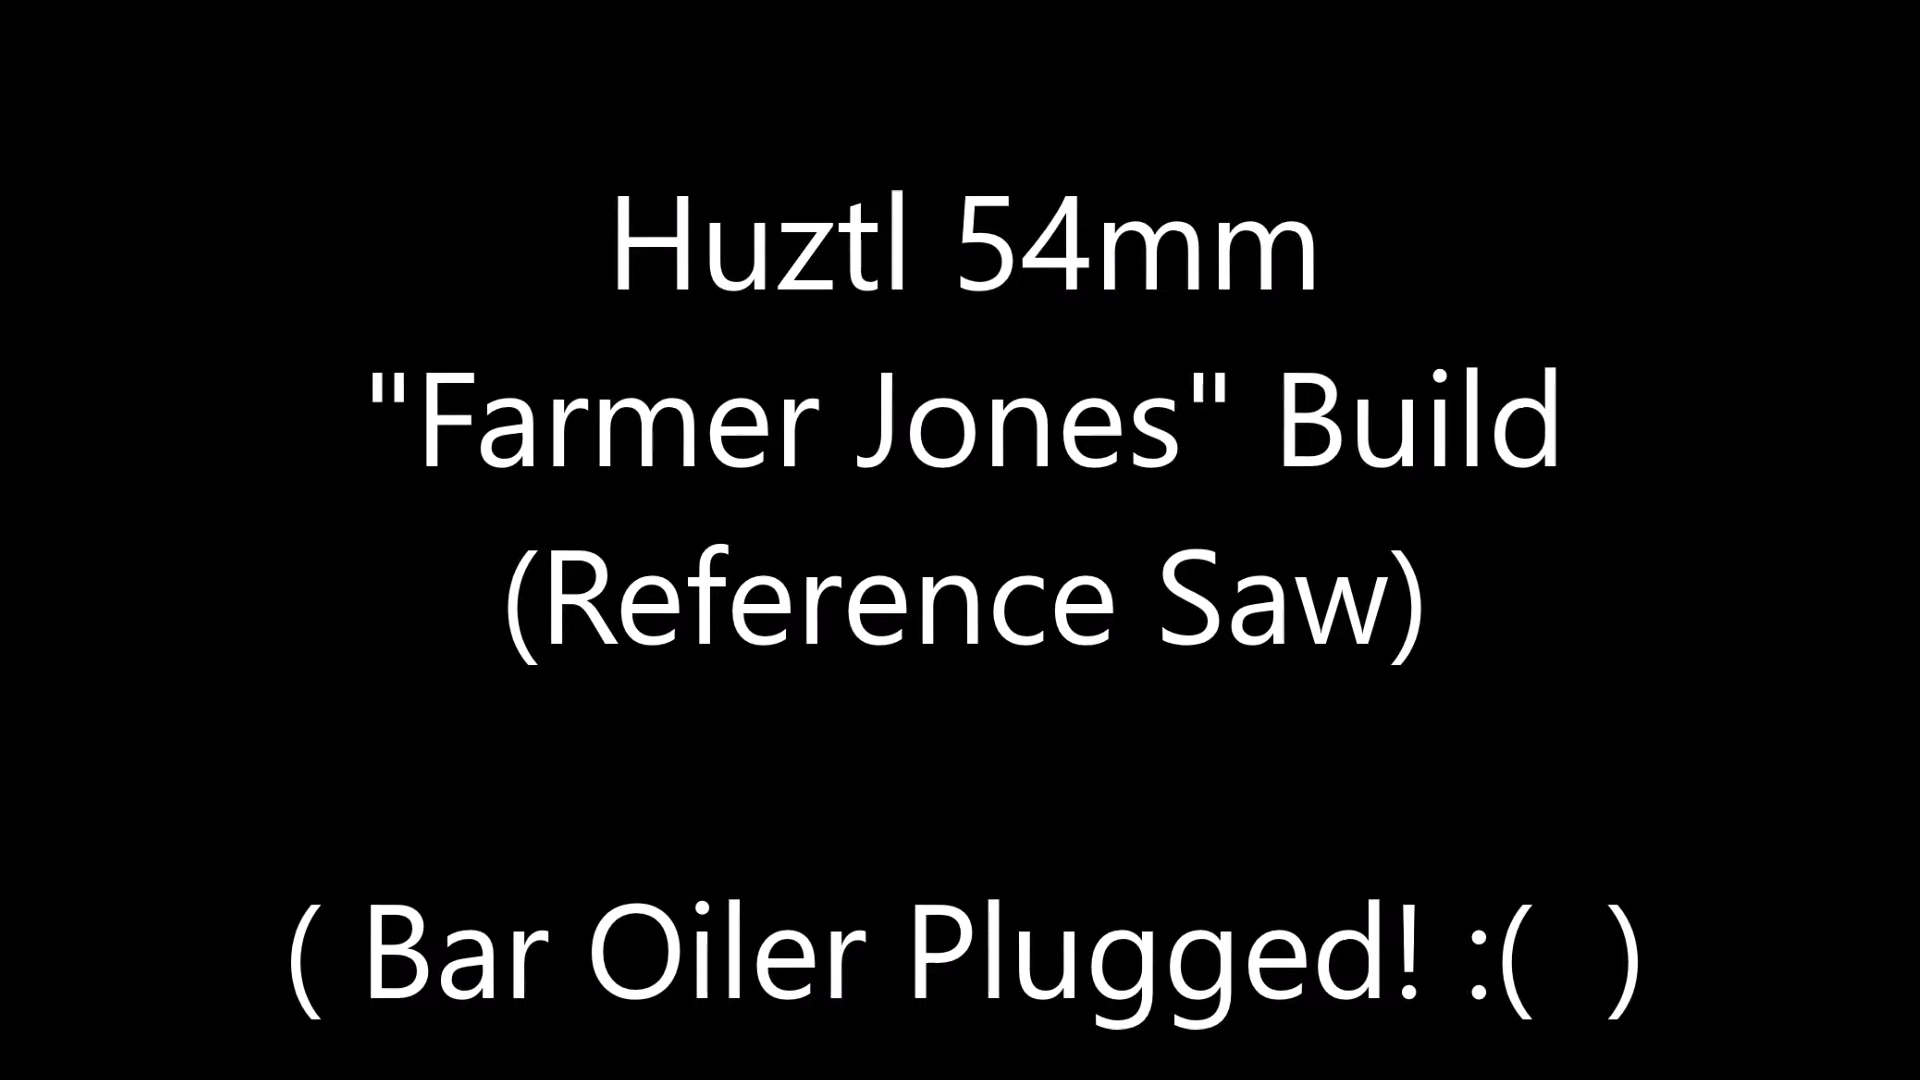 Huztl 54mm
"Farmer Jones" Build
(Reference Saw)
( Bar Oiler Plugged! :(  )